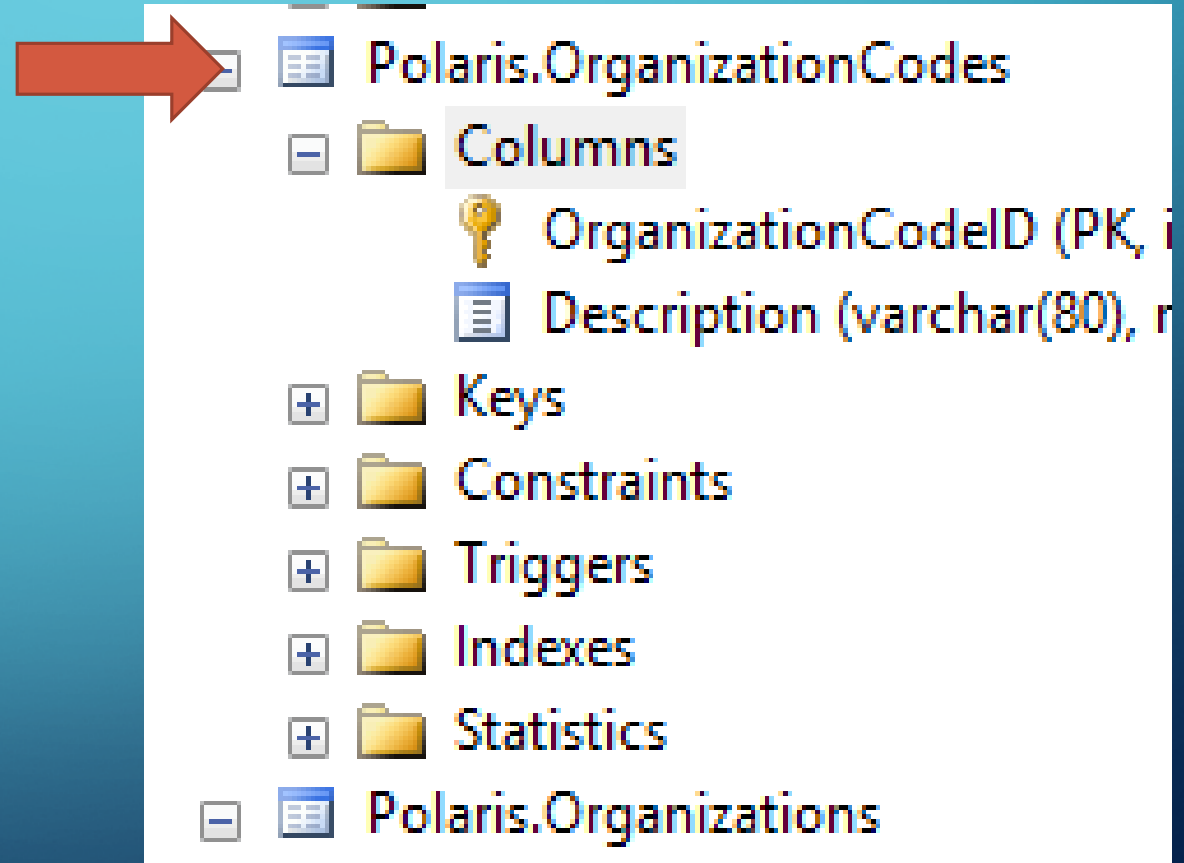 Polaris.OrganizationCodes
Columns
OrganizationCodeID (PK, i
Description (varchar(80), r
Keys
Constraints
Triggers
Indexes
Statistics
Polaris.Organizations